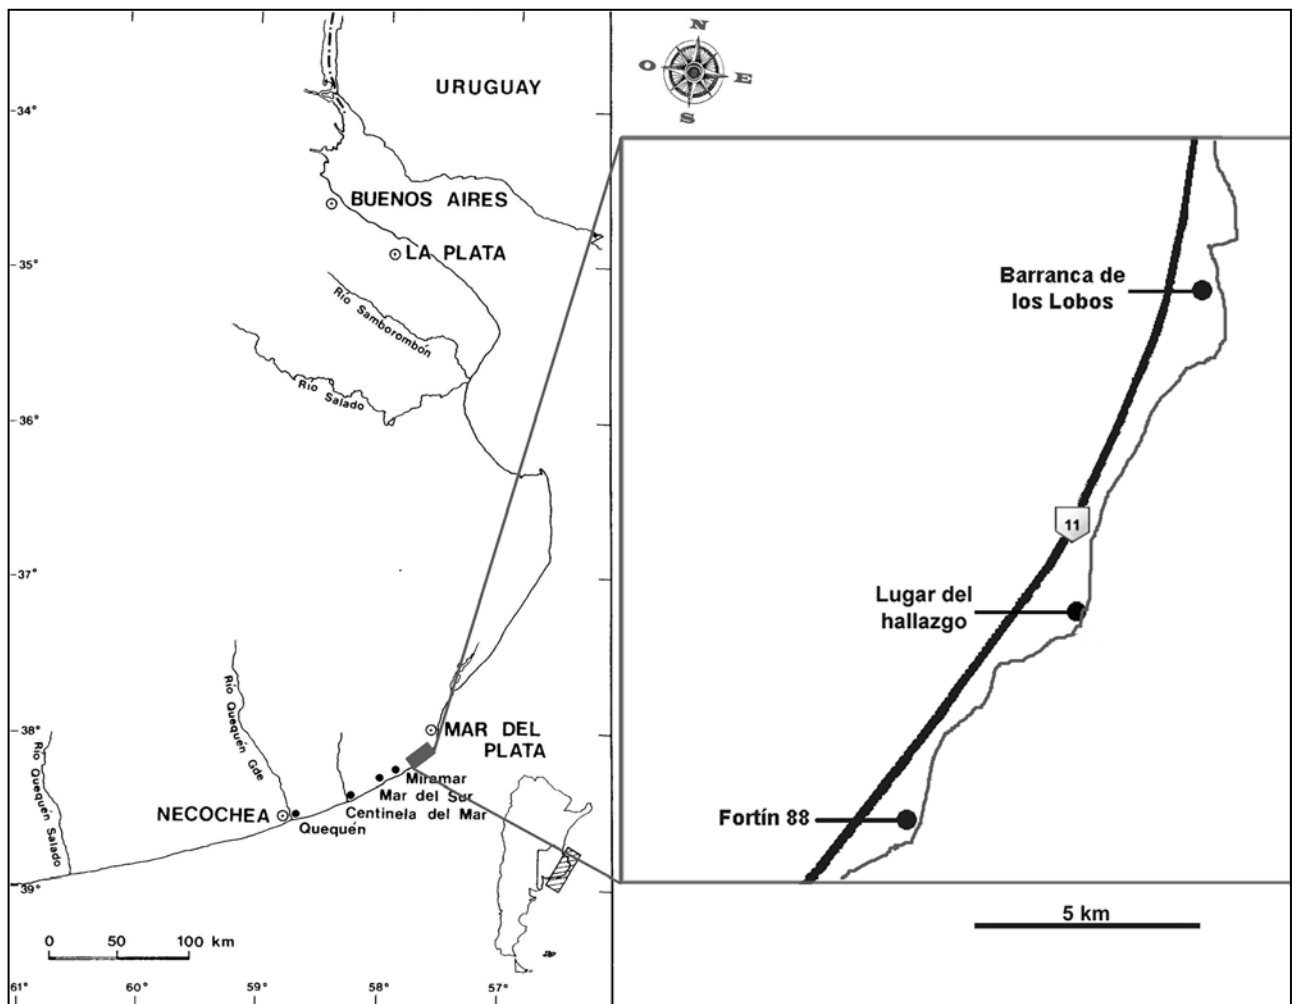 URUGUAY
-34°
BUENOS AIRES
LA PLATA
-35°
Río Samborombón
Río Salado
-36°
-37°
Río Quequén Gde
Río Quequén Salado
-38°
MAR DEL
PLATA
Miramar
Mar del Sur
Centinela del Mar
NECOCHEA
Quequén
-39°
0 50 100 km
61° 60° 59° 58° 57°
N
O E
S
Barranca de
los Lobos
11
Lugar del
hallazgo
Fortín 88
5 km